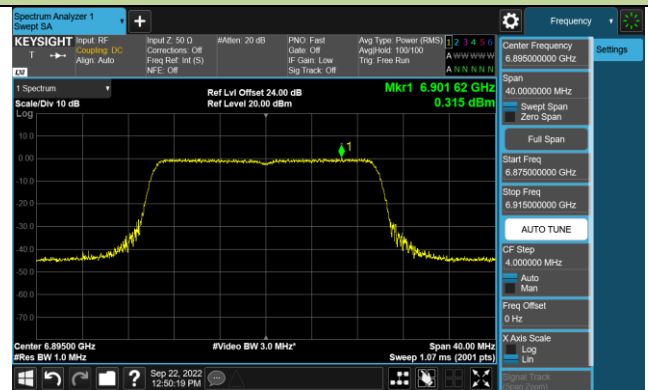 Spectrum Analyzer 1
Swept SA
Frequency
KEYSIGHT
Input: RF
Coupling: DC
Align: Auto
Input Z: 50 Ω
Corrections: Off
Freq Ref: Int (S)
NFE: Off
#Atten: 20 dB
PNO: Fast
Gate: Off
IF Gain: Low
Sig Track: Off
Avg Type: Power (RMS)
Avg|Hold: 100/100
Trig: Free Run
1 2 3 4 5 6
A W W W W W
A N N N N N
T
LXI
1 Spectrum
Scale/Div 10 dB
Ref Lvl Offset 24.00 dB
Ref Level 20.00 dBm
Mkr1 6.901 62 GHz
0.315 dBm
Log
10.0
0.00
-10.0
-20.0
-30.0
-40.0
-50.0
-60.0
-70.0
1
Center 6.89500 GHz
#Res BW 1.0 MHz
#Video BW 3.0 MHz*
Span 40.00 MHz
Sweep 1.07 ms (2001 pts)
Sep 22, 2022
12:50:19 PM
Center Frequency
6.895000000 GHz
Settings
Span
40.0000000 MHz
Swept Span
Zero Span
Full Span
Start Freq
6.875000000 GHz
Stop Freq
6.915000000 GHz
AUTO TUNE
CF Step
4.000000 MHz
Auto
Man
Freq Offset
0 Hz
X Axis Scale
Log
Lin
Signal Track
(Span Zoom)